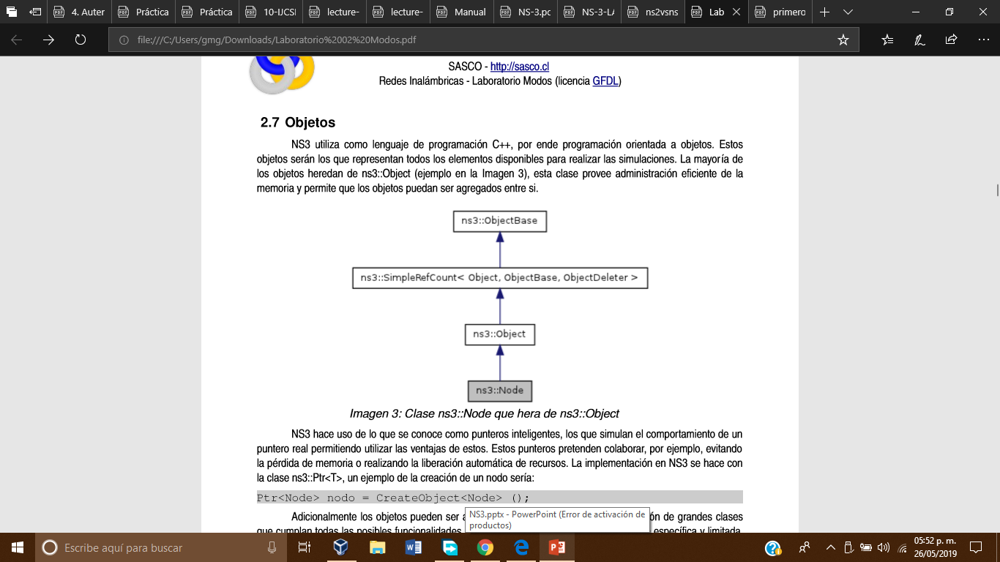 4. Auter
Práctica
Práctica
10-IJCSI
lecture-
lecture-
Manual
NS-3.pc
NS-3-LA
ns2vsns
Lab
primero
file:///C:/Users/gmg/Downloads/Laboratorio%2002%20Modos.pdf
SASCO - http://sasco.cl
Redes Inalámbricas - Laboratorio Modos (licencia GFDL)
2.7 Objetos
NS3 utiliza como lenguaje de programación C++, por ende programación orientada a objetos. Estos
objetos serán los que representan todos los elementos disponibles para realizar las simulaciones. La mayoría de
los objetos heredan de ns3::Object (ejemplo en la Imagen 3), esta clase provee administración eficiente de la
memoria y permite que los objetos puedan ser agregados entre si.
ns3::ObjectBase
ns3::SimpleRefCount< Object, ObjectBase, ObjectDeleter >
ns3::Object
ns3::Node
Imagen 3: Clase ns3::Node que hera de ns3::Object
NS3 hace uso de lo que se conoce como punteros inteligentes, los que simulan el comportamiento de un
puntero real permitiendo utilizar las ventajas de estos. Estos punteros pretenden colaborar, por ejemplo, evitando
la pérdida de memoria o realizando la liberación automática de recursos. La implementación en NS3 se hace con
la clase ns3::Ptr<T>, un ejemplo de la creación de un nodo sería:
Ptr<Node> nodo = CreateObject<Node> ();
Adicionalmente los objetos pueden ser de grandes clases
que cumplan todas las posibles funcionalidades específica y limitada.
NS3.pptx - PowerPoint (Error de activación de
productos)
Escribe aquí para buscar
05:52 p. m.
26/05/2019